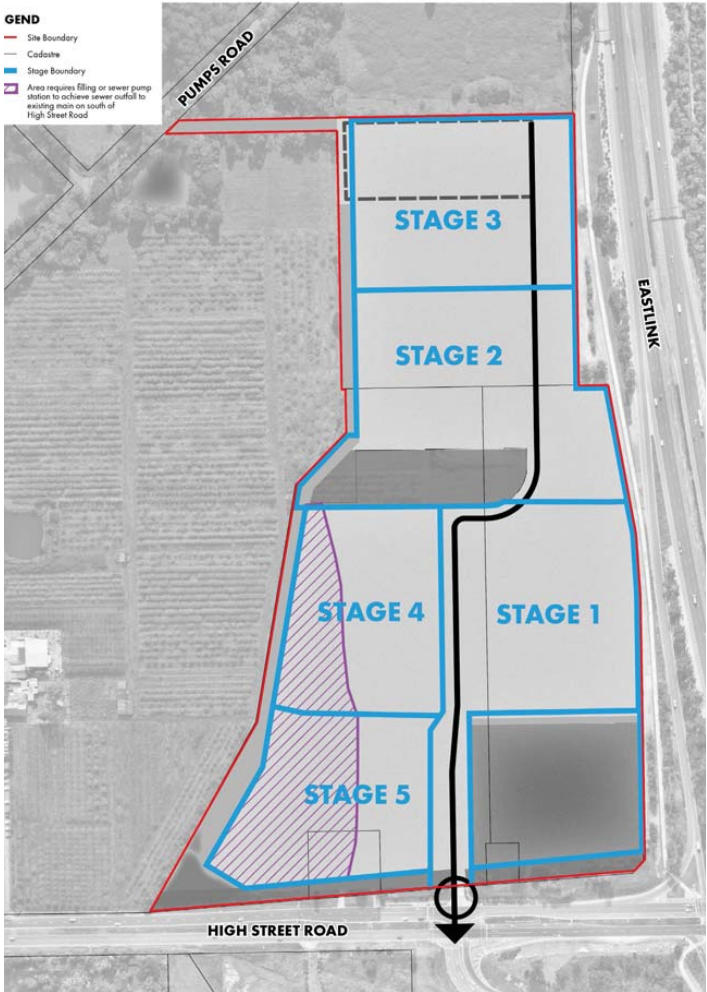 GEND
Site Boundary
Cadastre
Stage Boundary
Area requires filling or sewer pump
station to achieve sewer outfall to
existing main on south of
High Street Road
PUMPS ROAD
STAGE 3
EASTLINK
STAGE 2
STAGE 4
STAGE 1
STAGE 5
HIGH STREET ROAD